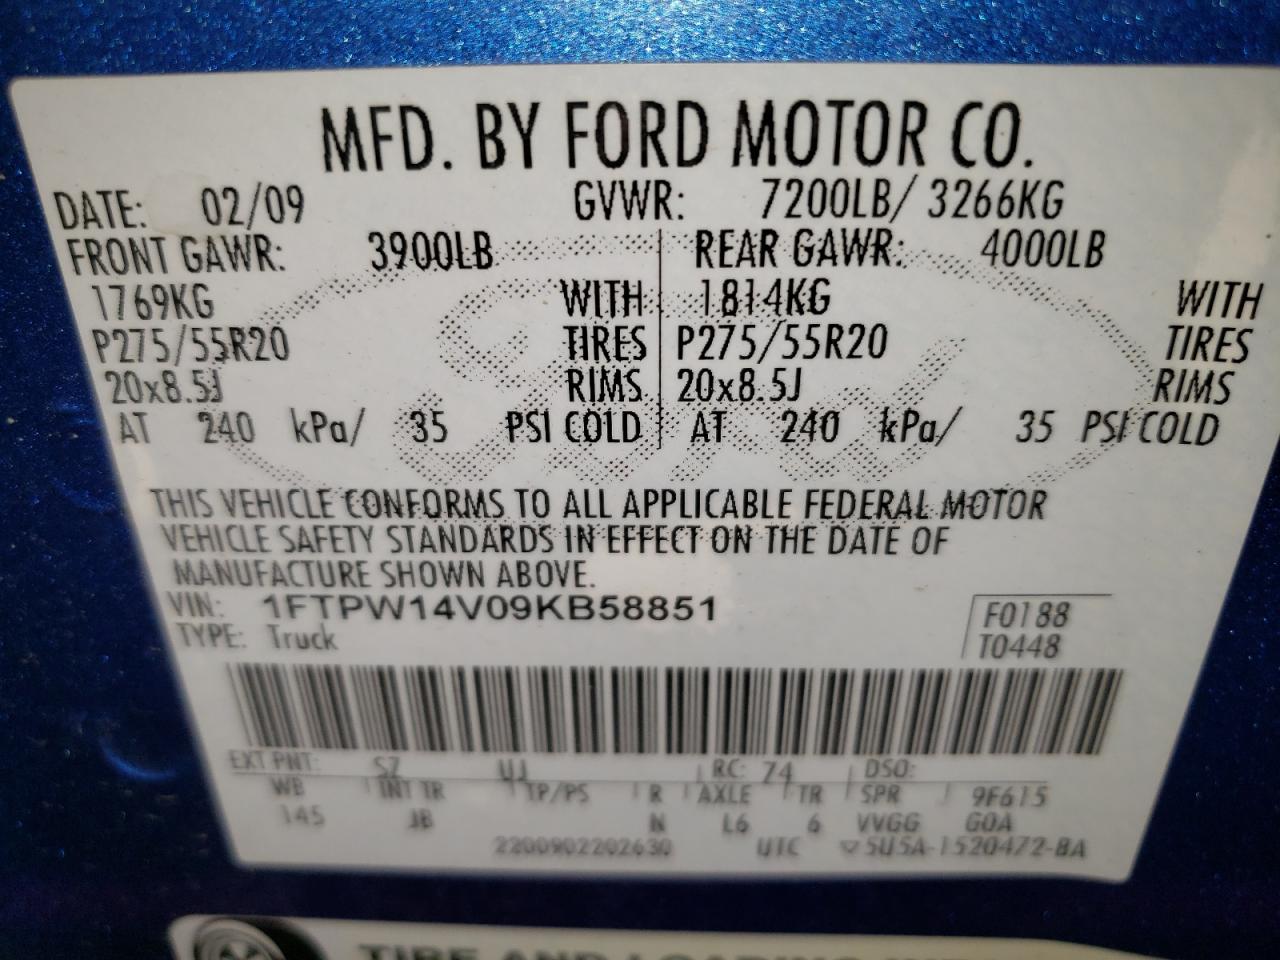 MFD. BY FORD MOTOR CO.
DATE: 02/09 GVWR: 7200LB/ 3266KG
FRONT GAWR: 3900LB REAR GAWR: 4000LB
1769KG WITH 1814KG WITH
P275/55R20 TIRES P275/55R20 TIRES
20x8.5J RIMS 20x8.5J RIMS
AT 240 kPa/ 35 PSI COLD AT 240 kPa/ 35 PSI COLD
THIS VEHICLE CONFORMS TO ALL APPLICABLE FEDERAL MOTOR
VEHICLE SAFETY STANDARDS IN EFFECT ON THE DATE OF
MANUFACTURE SHOWN ABOVE.
VIN: 1FTPW14V09KB58851 F0188
TYPE: Truck T0448
EXT PNT: SZ UJ RC: 74 DSO:
WB INT TR TP/PS R AXLE TR SPR 9F615
145 JB N L6 6 VVGG GOA
2200902202630 UTC ▽5U5A-1520472-BA
TIRE AND LOADING